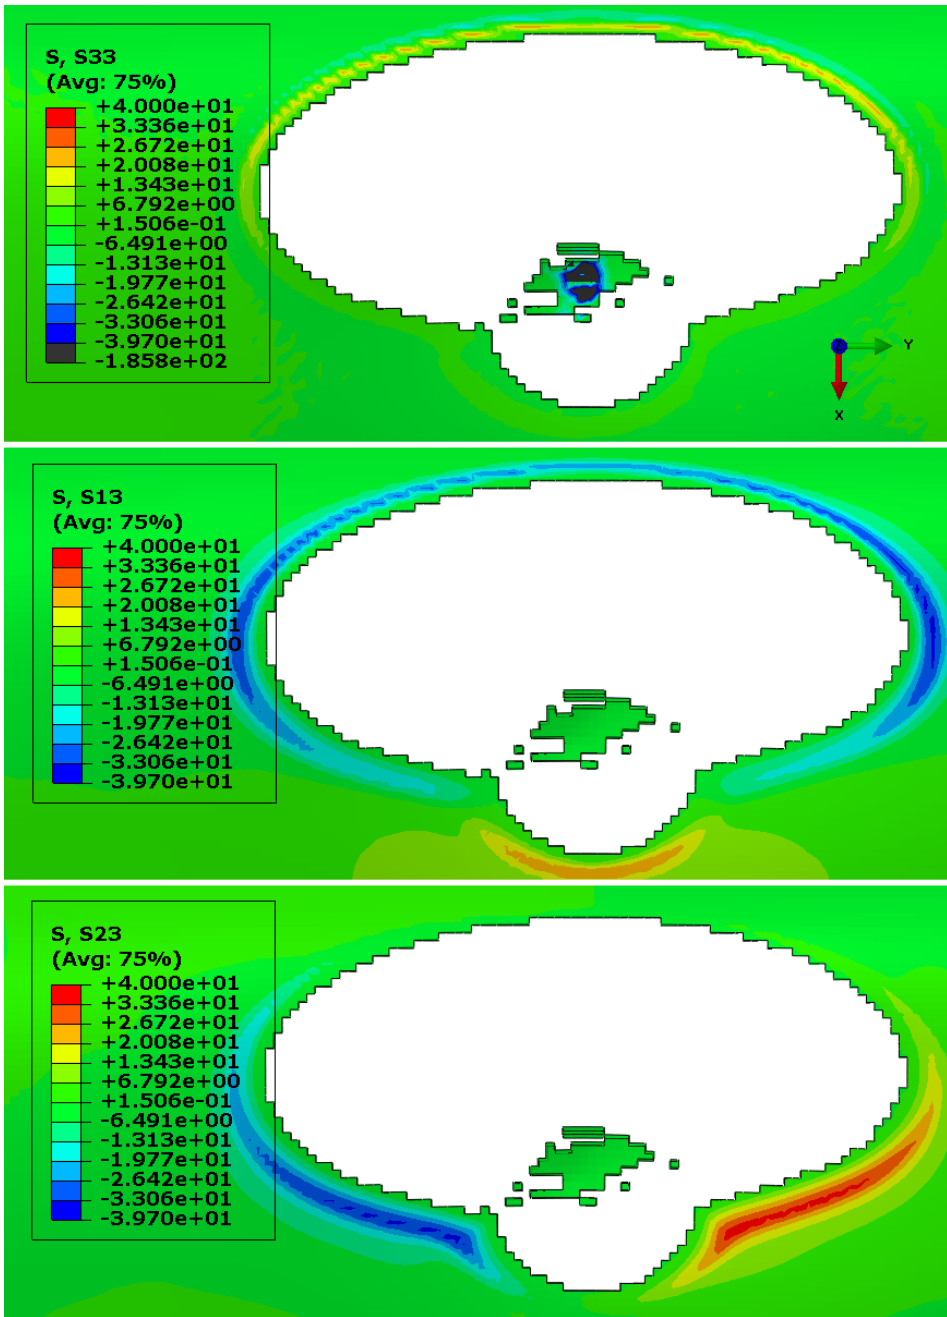 S, S33
(Avg: 75%)
+4.000e+01
+3.336e+01
+2.672e+01
+2.008e+01
+1.343e+01
+6.792e+00
+1.506e-01
-6.491e+00
-1.313e+01
-1.977e+01
-2.642e+01
-3.306e+01
-3.970e+01
-1.858e+02
Z
Y
X
S, S13
(Avg: 75%)
+4.000e+01
+3.336e+01
+2.672e+01
+2.008e+01
+1.343e+01
+6.792e+00
+1.506e-01
-6.491e+00
-1.313e+01
-1.977e+01
-2.642e+01
-3.306e+01
-3.970e+01
S, S23
(Avg: 75%)
+4.000e+01
+3.336e+01
+2.672e+01
+2.008e+01
+1.343e+01
+6.792e+00
+1.506e-01
-6.491e+00
-1.313e+01
-1.977e+01
-2.642e+01
-3.306e+01
-3.970e+01